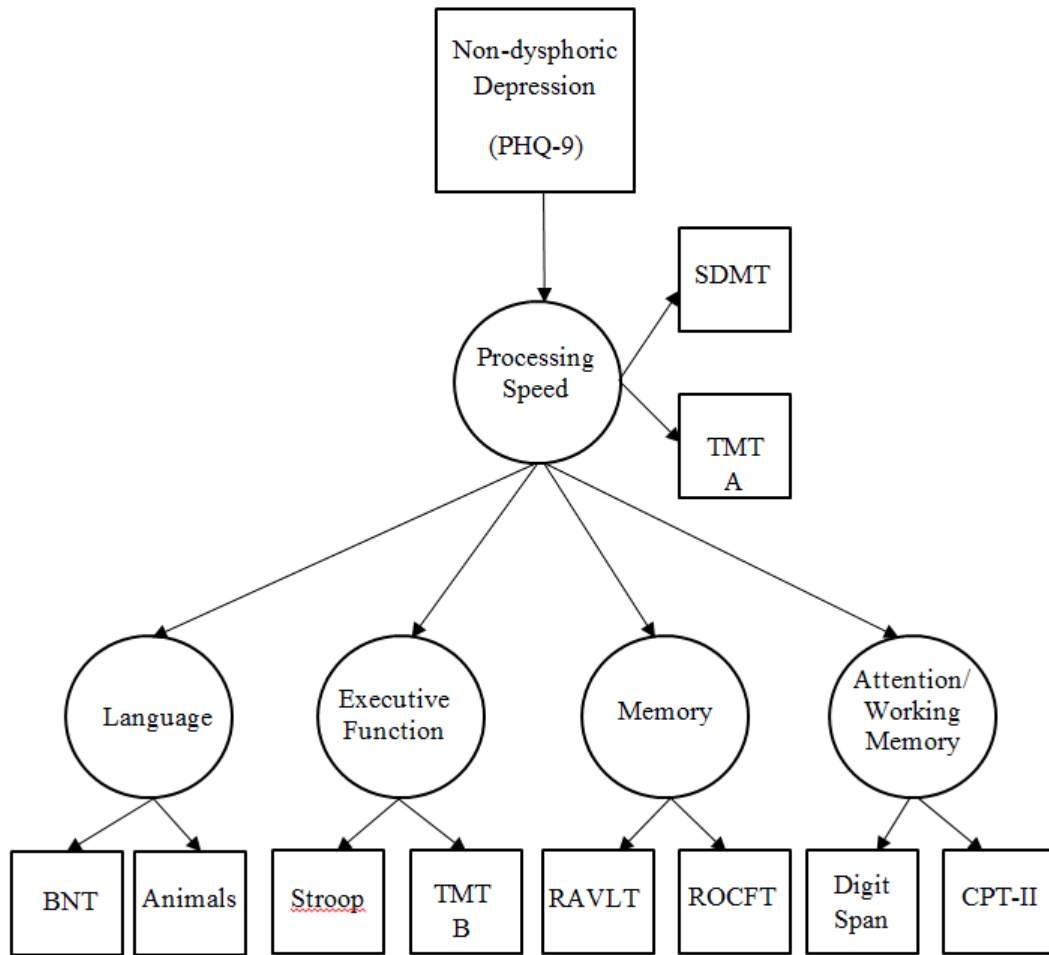 Non-dysphoric
Depression
(PHQ-9)
SDMT
Processing
Speed
TMT
A
Language
Executive
Function
Memory
Attention/
Working
Memory
BNT
Animals
Stroop
TMT
B
RAVLT
ROCFT
Digit
Span
CPT-II